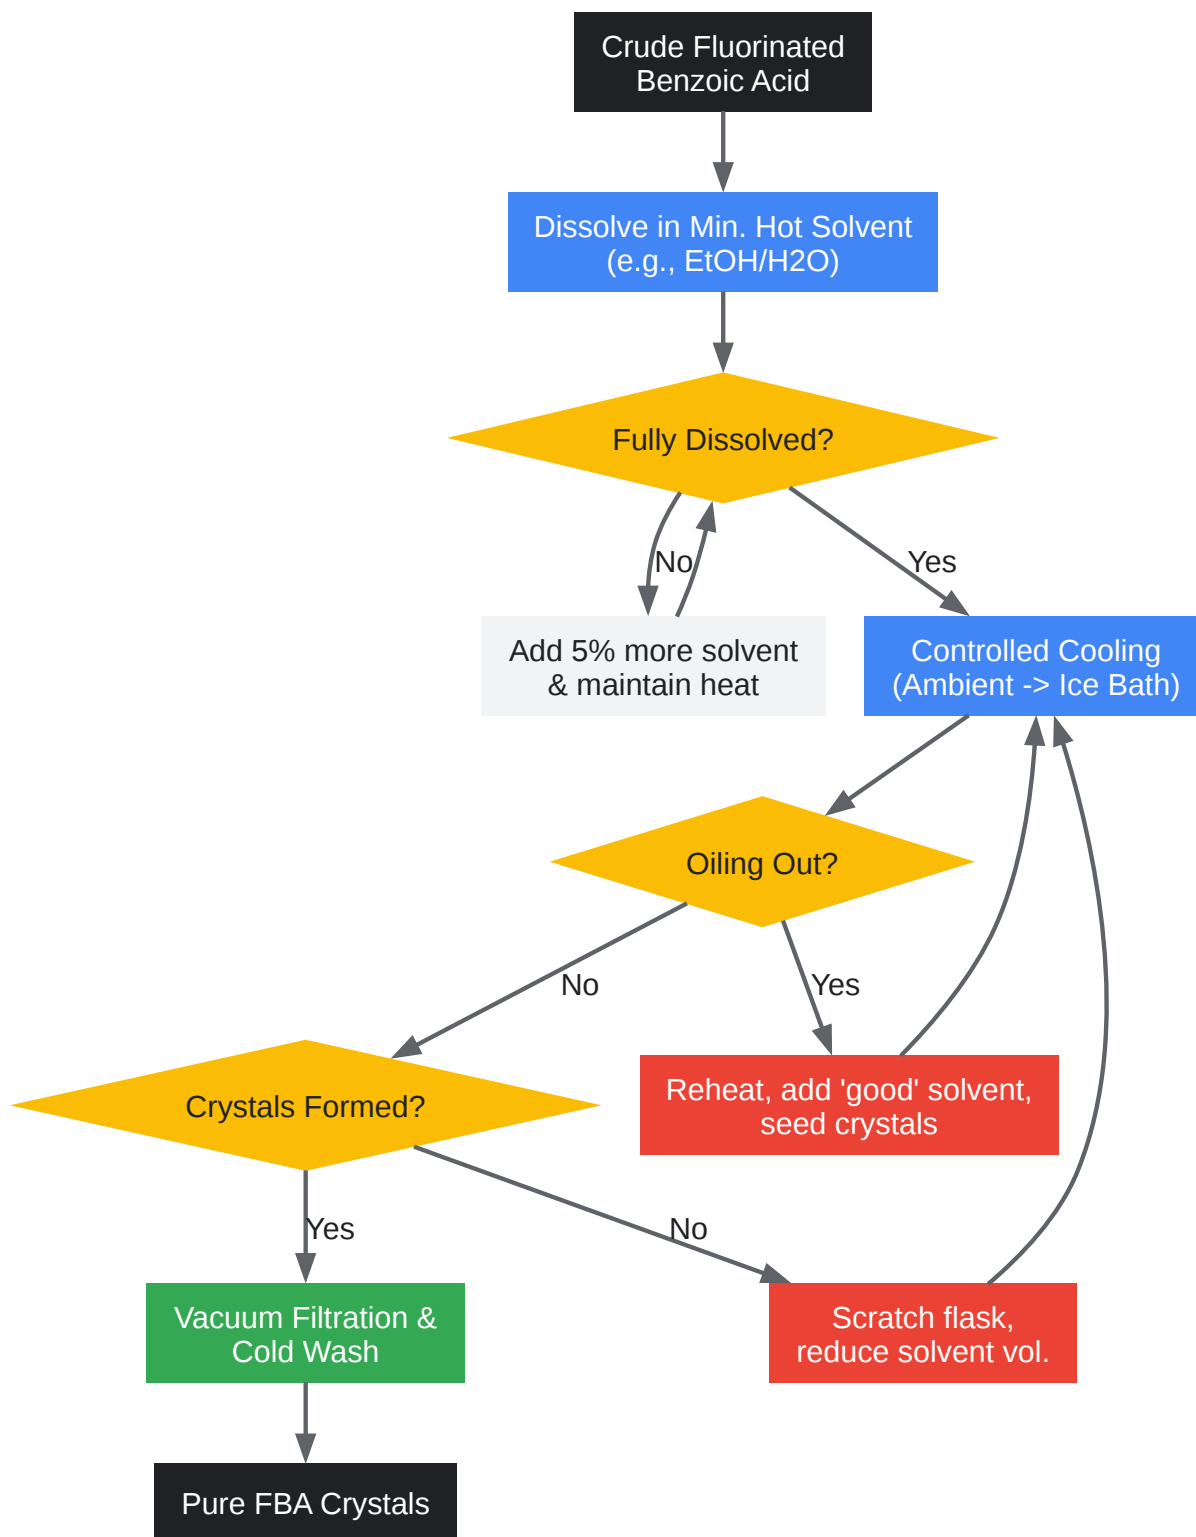 Crude Fluorinated
Benzoic Acid
Dissolve in Min. Hot Solvent
(e.g., EtOH/H2O)
Fully Dissolved?
No
Yes
Add 5% more solvent
& maintain heat
Controlled Cooling
(Ambient -> Ice Bath)
Oiling Out?
No
Yes
Crystals Formed?
Reheat, add 'good' solvent,
seed crystals
Yes
No
Vacuum Filtration &
Cold Wash
Scratch flask,
reduce solvent vol.
Pure FBA Crystals